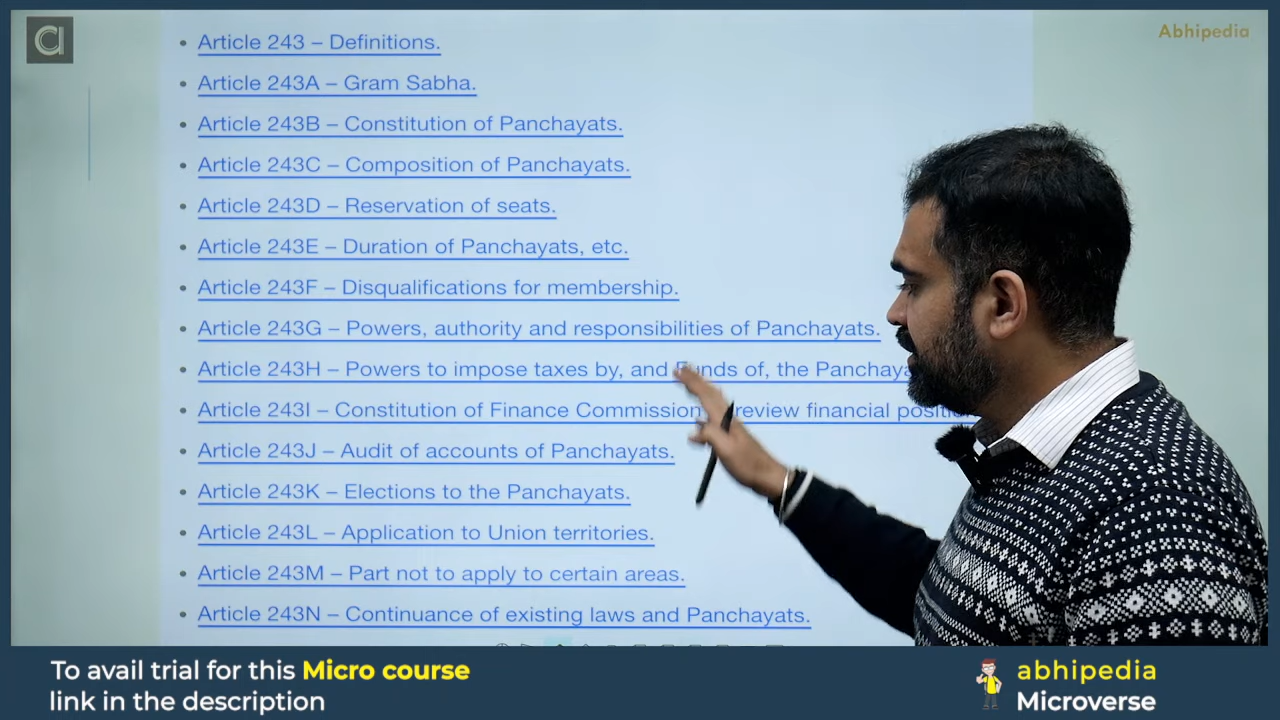 Abhipedia
Article 243 – Definitions.
Article 243A – Gram Sabha.
Article 243B – Constitution of Panchayats.
Article 243C – Composition of Panchayats.
Article 243D – Reservation of seats.
Article 243E – Duration of Panchayats, etc.
Article 243F – Disqualifications for membership.
Article 243G – Powers, authority and responsibilities of Panchayats.
Article 243H – Powers to impose taxes by, and Funds of, the
Article 243I – Constitution of Finance Commission review financial
Article 243J – Audit of accounts of Panchayats.
Article 243K – Elections to the Panchayats.
Article 243L – Application to Union territories.
Article 243M – Part not to apply to certain areas.
Article 243N – Continuance of existing laws and Panchayats.
To avail trial for this Micro course
link in the description
abhipedia
Microverse